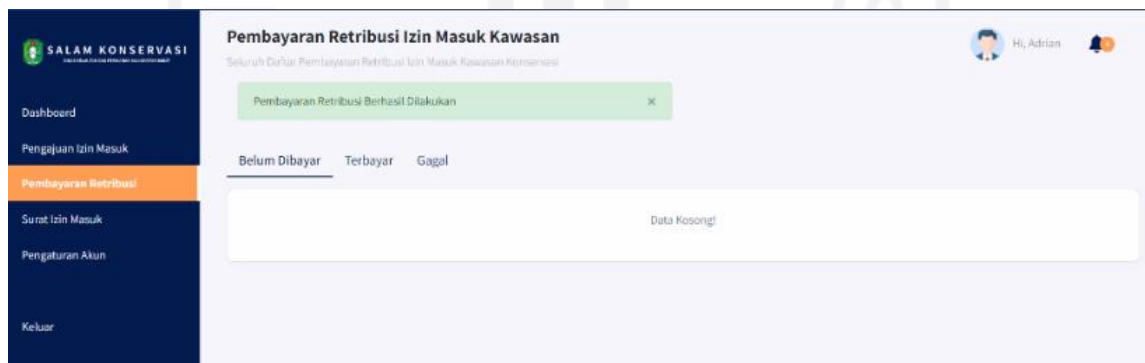 SALAM KONSERVASI
Dashboard
Pengajuan Izin Masuk
Pembayaran Retribusi
Surat Izin Masuk
Pengaturan Akun
Keluar
Pembayaran Retribusi Izin Masuk Kawasan
Seluruh Daftar Pembayaran Retribusi Izin Masuk Kawasan Konservasi
Hi, Adrian
Pembayaran Retribusi Berhasil Dilakukan ×
Belum Dibayar Terbayar Gagal
Data Kosong!